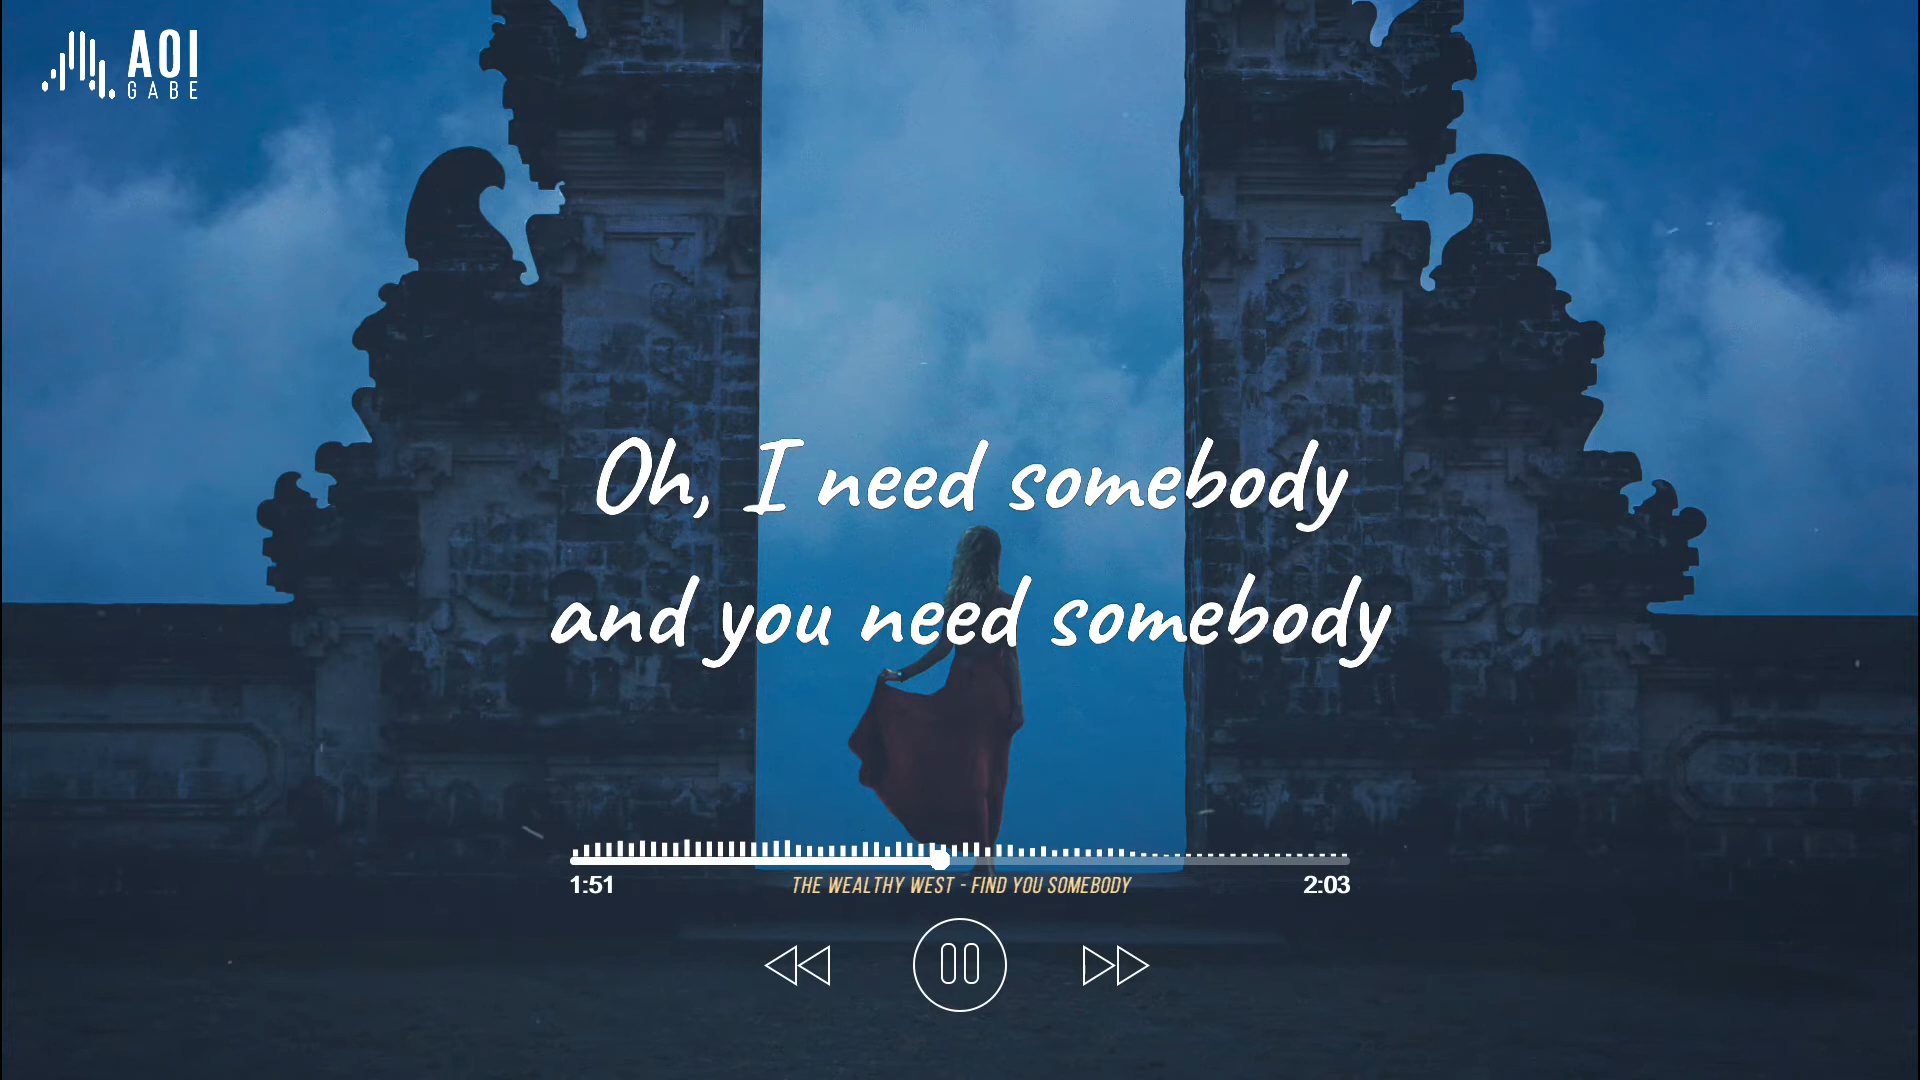 AOI
GABE
Oh, I need somebody
and you need somebody
1:51
THE WEALTHY WEST - FIND YOU SOMEBODY
2:03